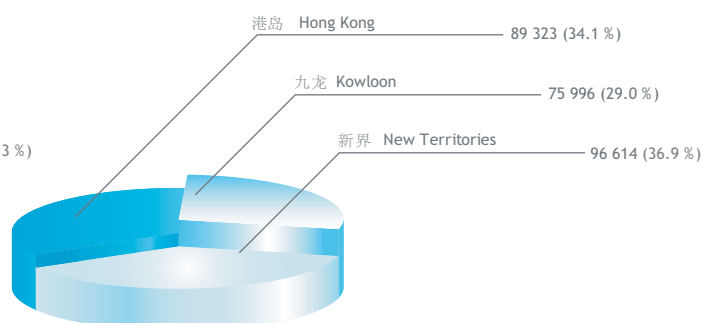 港岛 Hong Kong 89 323 (34.1 %)
九龙 Kowloon 75 996 (29.0 %)
新界 New Territories 96 614 (36.9 %)
3 %)